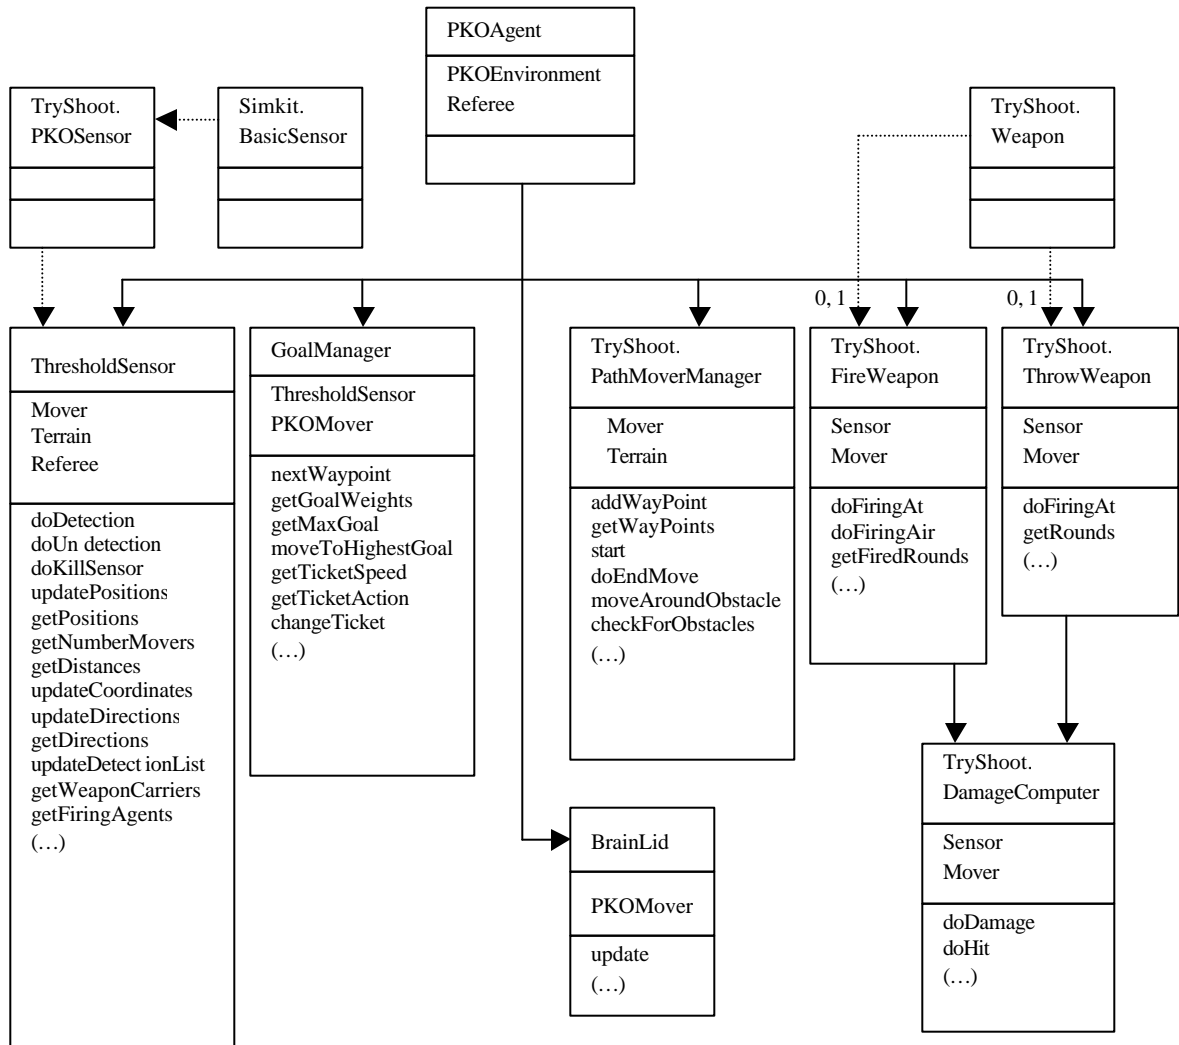 PKOAgent
PKOEnvironment
Referee
TryShoot.
PKOSensor
Simkit.
BasicSensor
TryShoot.
Weapon
0, 1
0, 1
ThresholdSensor
Mover
Terrain
Referee
doDetection
doUn detection
doKillSensor
updatePositions
getPositions
getNumberMovers
getDistances
updateCoordinates
updateDirections
getDirections
updateDetect ionList
getWeaponCarriers
getFiringAgents
(…)
GoalManager
ThresholdSensor
PKOMover
nextWaypoint
getGoalWeights
getMaxGoal
moveToHighestGoal
getTicketSpeed
getTicketAction
changeTicket
(…)
TryShoot.
PathMoverManager
Mover
Terrain
addWayPoint
getWayPoints
start
doEndMove
moveAroundObstacle
checkForObstacles
(…)
TryShoot.
FireWeapon
Sensor
Mover
doFiringAt
doFiringAir
getFiredRounds
(…)
TryShoot.
ThrowWeapon
Sensor
Mover
doFiringAt
getRounds
(…)
BrainLid
PKOMover
update
(…)
TryShoot.
DamageComputer
Sensor
Mover
doDamage
doHit
(…)